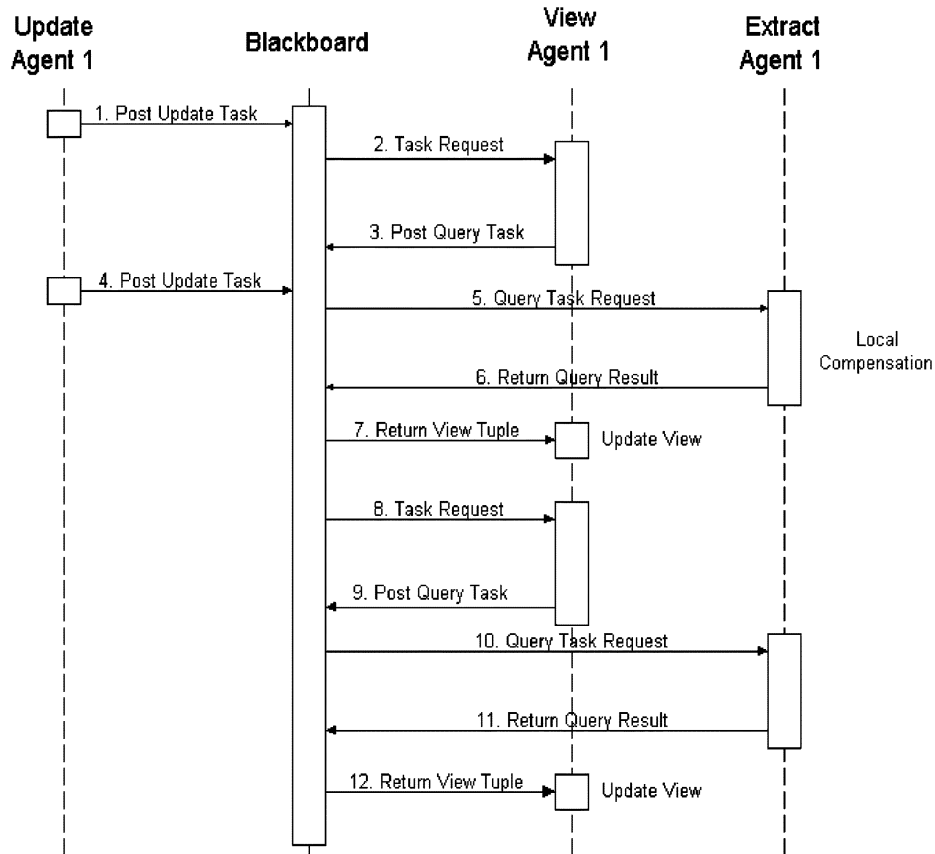 Update
Agent 1
Blackboard
View
Agent 1
Extract
Agent 1
1. Post Update Task
2. Task Request
3. Post Query Task
4. Post Update Task
5. Query Task Request
Local
Compensation
6. Return Query Result
7. Return View Tuple
Update View
8. Task Request
9. Post Query Task
10. Query Task Request
11. Return Query Result
12. Return View Tuple
Update View